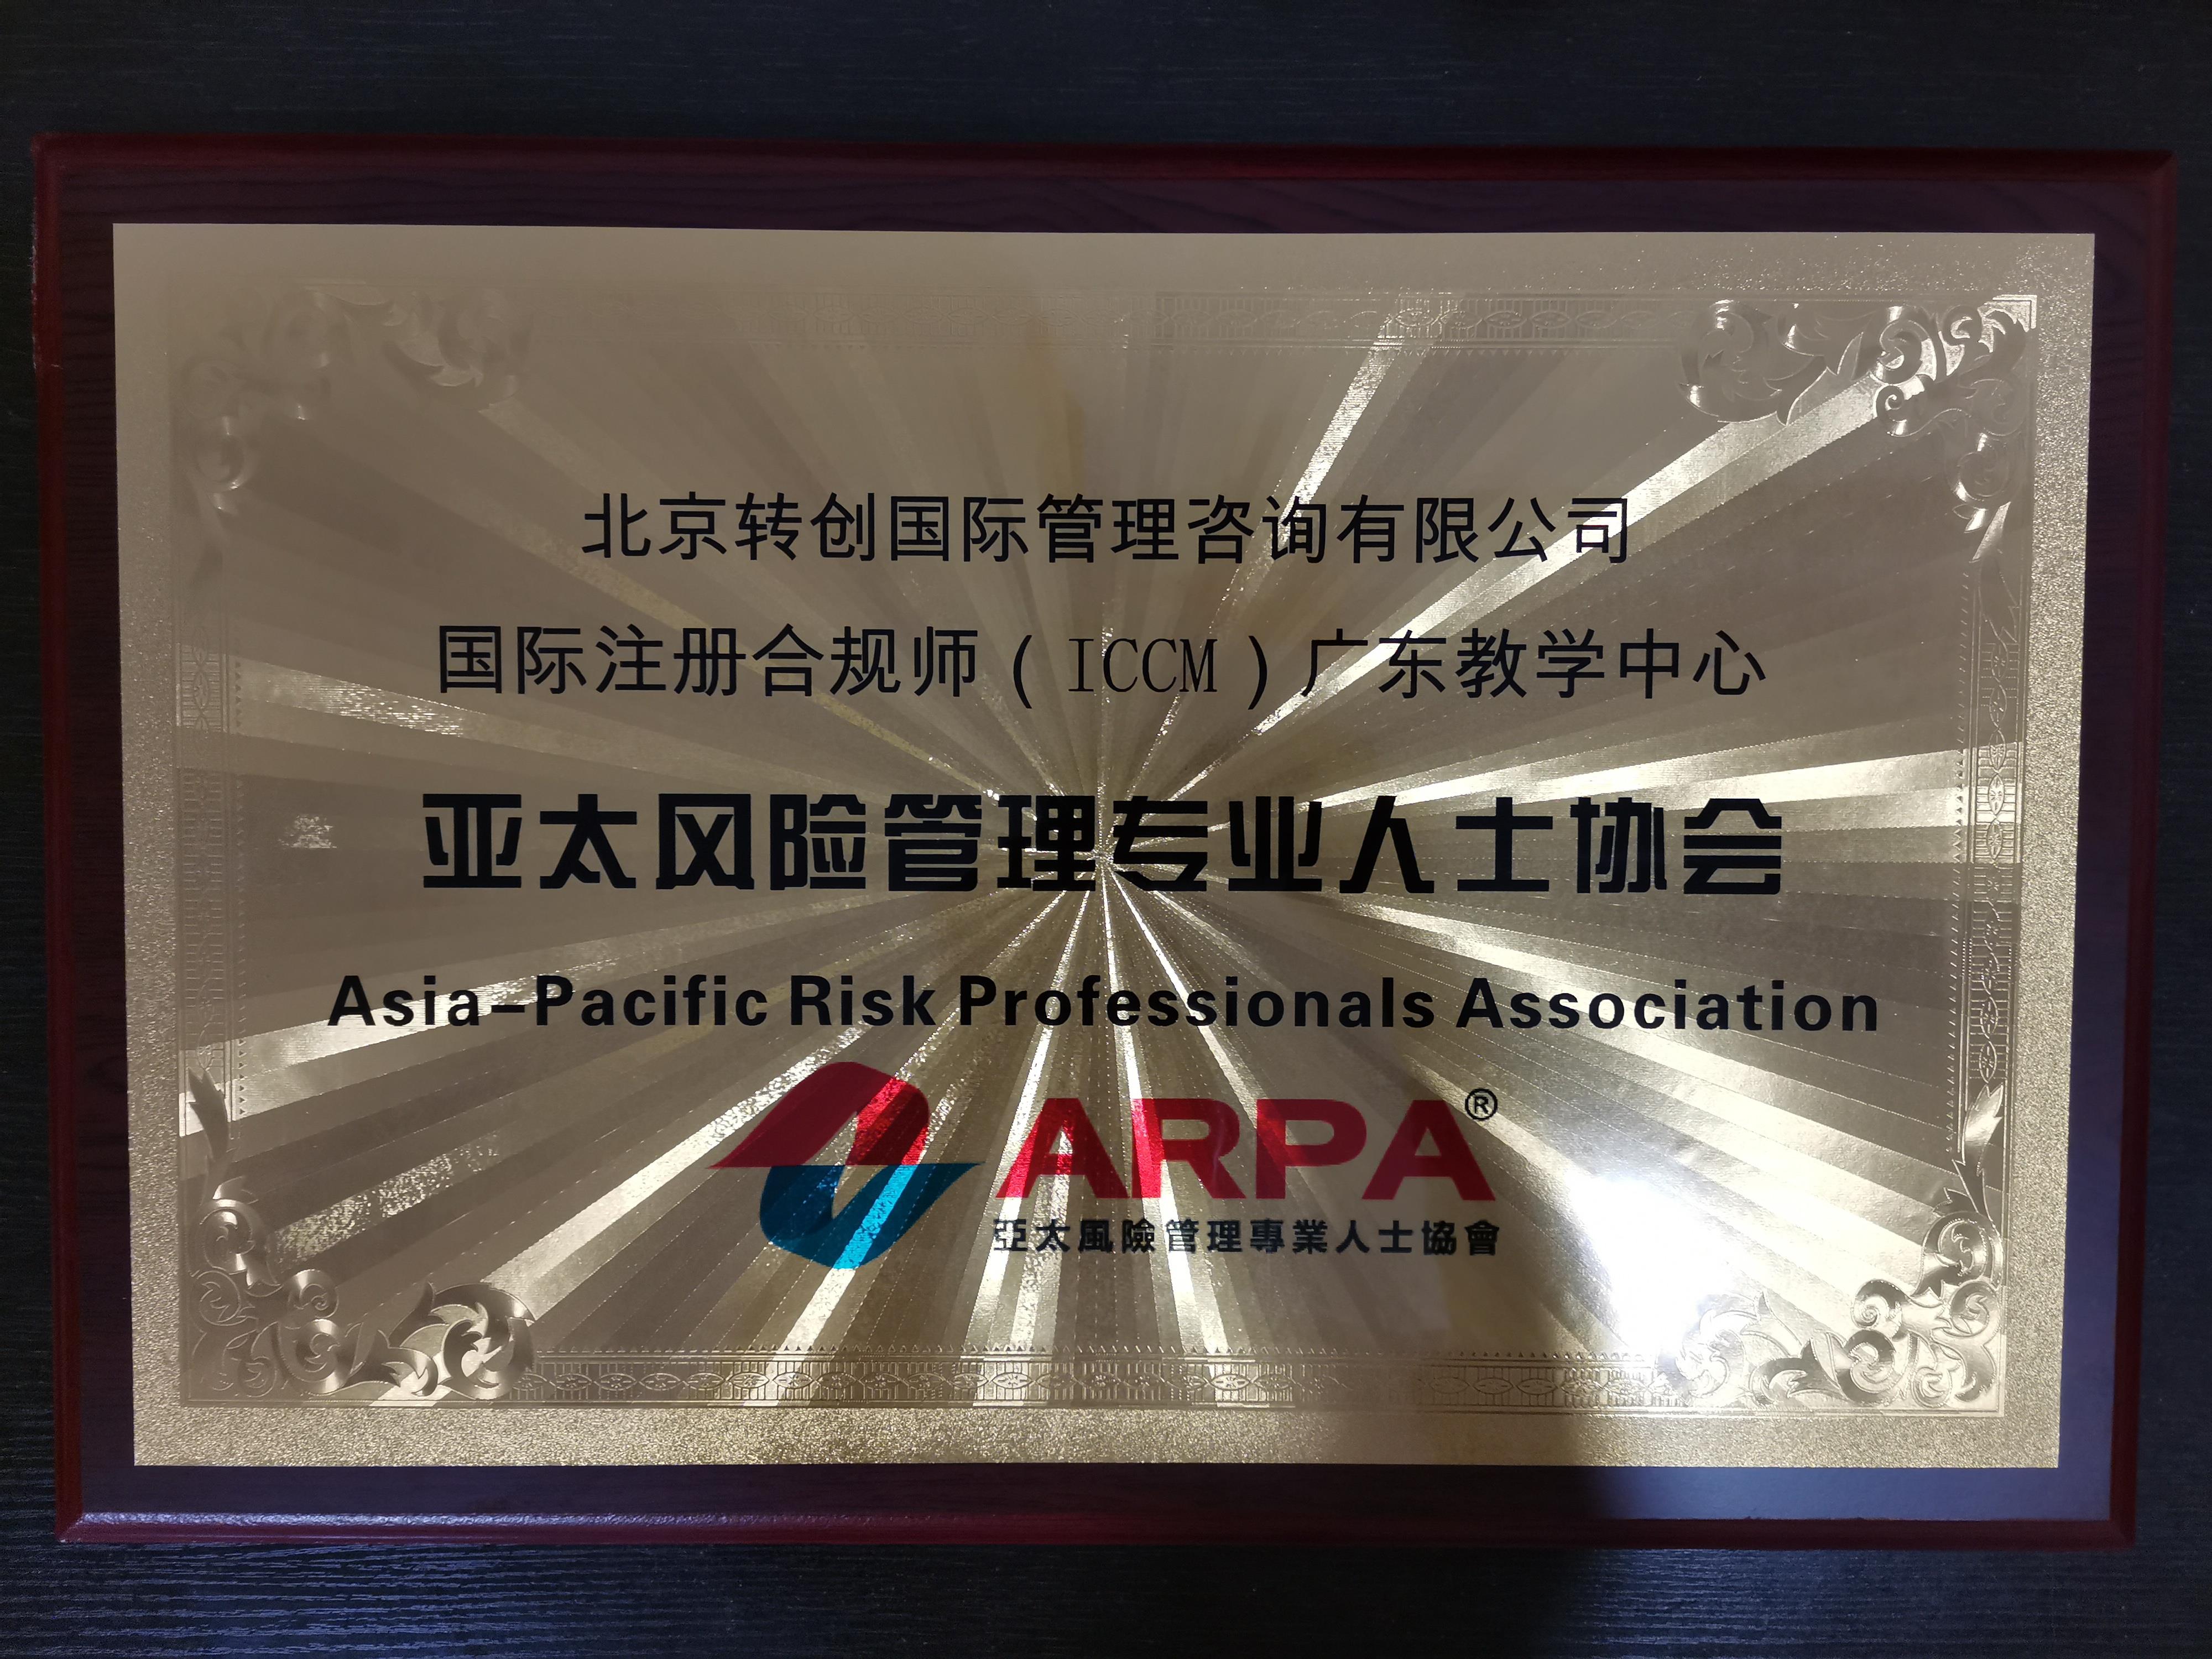 北京转创国际管理咨询有限公司
国际注册合规师（ICCM）广东教学中心
亚太风险管理专业人士协会
Asia-Pacific Risk Professionals Association
ARPA®
亞太風險管理專業人士協會